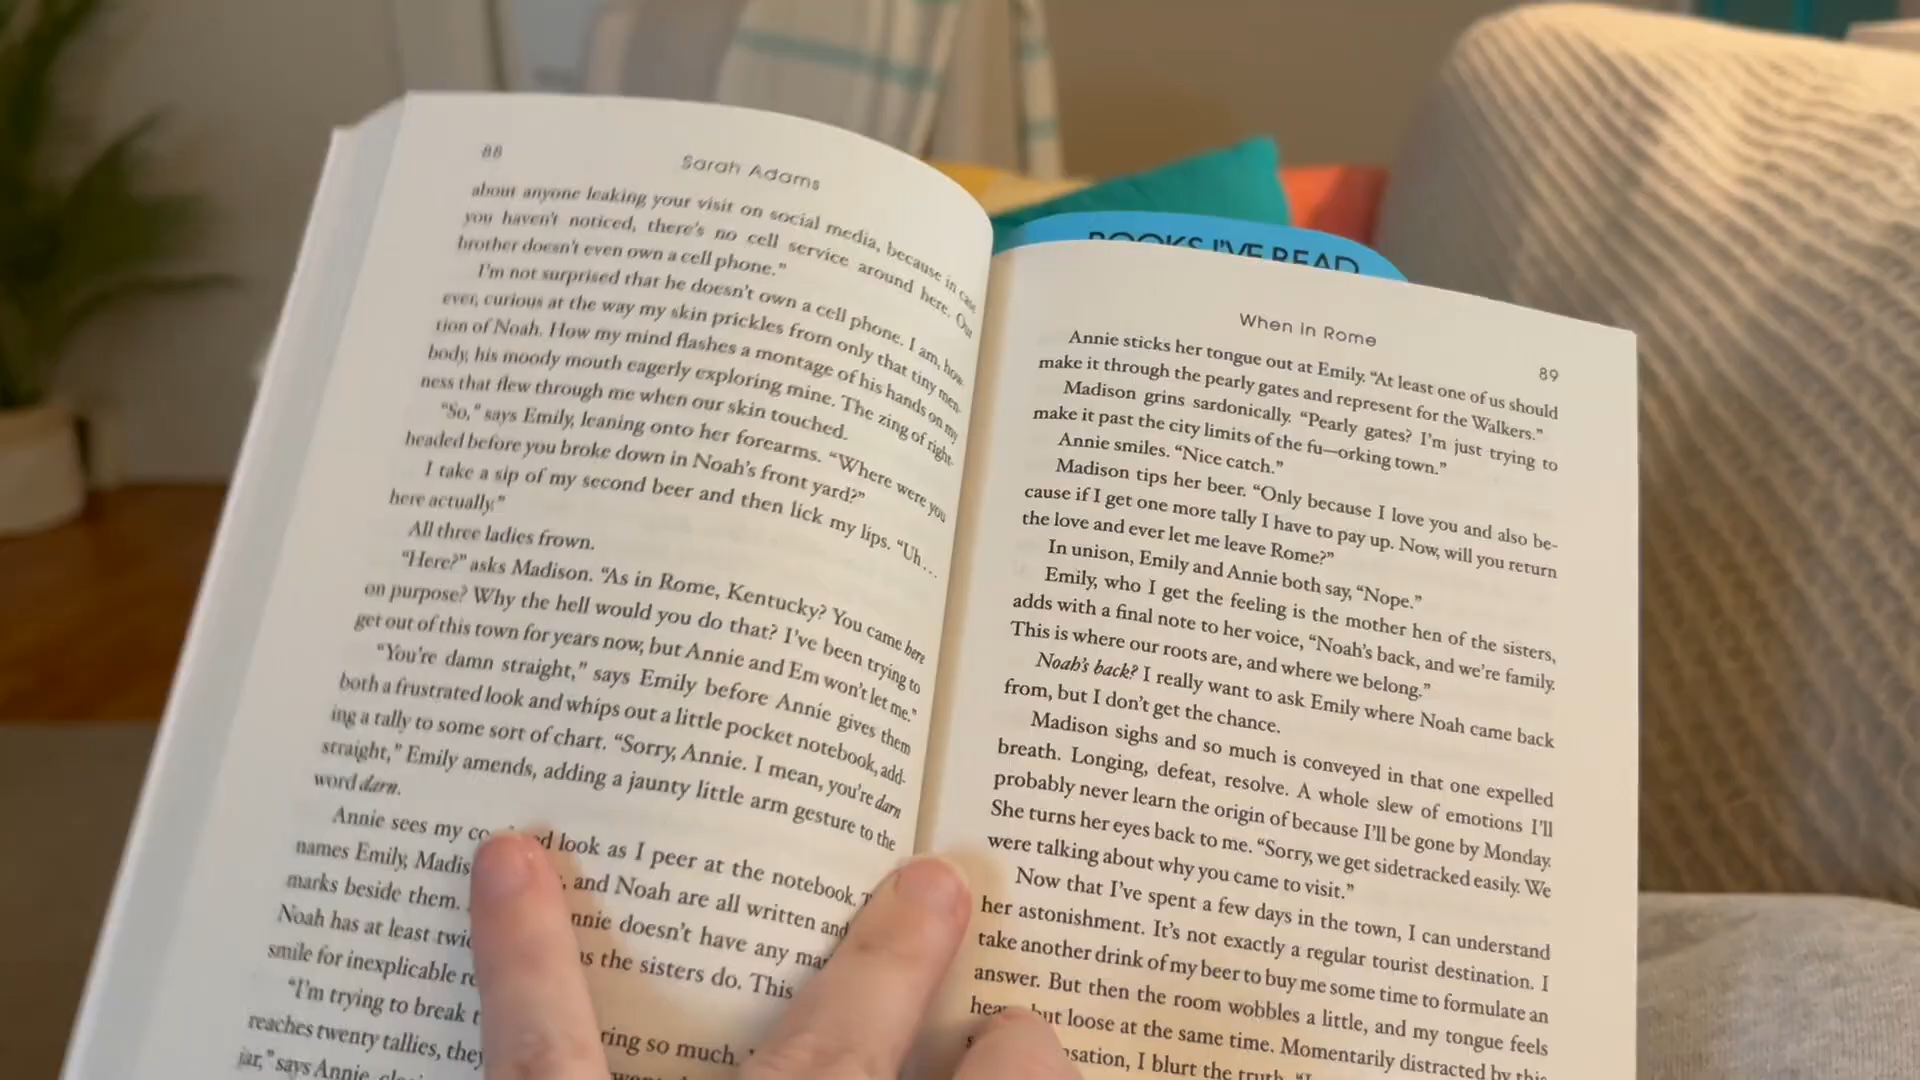 88
Sarah Adams
about anyone leaking your visit on social media, because in case
you haven't noticed, there's no cell service around here. Our
brother doesn't even own a cell phone."
I'm not surprised that he doesn't own a cell phone. I am, how-
ever, curious at the way my skin prickles from only that tiny men-
tion of Noah. How my mind flashes a montage of his hands on my
body, his moody mouth eagerly exploring mine. The zing of right-
ness that flew through me when our skin touched.
"So," says Emily, leaning onto her forearms. "Where were you
headed before you broke down in Noah's front yard?"
I take a sip of my second beer and then lick my lips. "Uh…
here actually."
All three ladies frown.
"Here?" asks Madison. "As in Rome, Kentucky? You came here
on purpose? Why the hell would you do that? I've been trying to
get out of this town for years now, but Annie and Em won't let me."
"You're damn straight," says Emily before Annie gives them
both a frustrated look and whips out a little pocket notebook, add-
ing a tally to some sort of chart. "Sorry, Annie. I mean, you're darn
straight," Emily amends, adding a jaunty little arm gesture to the
word darn.
Annie sees my look as I peer at the notebook.
names Emily, and Noah are all written and
marks beside them. doesn't have any
Noah has at least the sisters do. This
smile for inexplicable
"I'm trying to break so much."
reaches twenty tallies, they
jar," says Annie,
BOOKS I'VE READ
When in Rome
89
Annie sticks her tongue out at Emily. "At least one of us should
make it through the pearly gates and represent for the Walkers."
Madison grins sardonically. "Pearly gates? I'm just trying to
make it past the city limits of the fu—orking town."
Annie smiles. "Nice catch."
Madison tips her beer. "Only because I love you and also be-
cause if I get one more tally I have to pay up. Now, will you return
the love and ever let me leave Rome?"
In unison, Emily and Annie both say, "Nope."
Emily, who I get the feeling is the mother hen of the sisters,
adds with a final note to her voice, "Noah's back, and we're family.
This is where our roots are, and where we belong."
Noah's back? I really want to ask Emily where Noah came back
from, but I don't get the chance.
Madison sighs and so much is conveyed in that one expelled
breath. Longing, defeat, resolve. A whole slew of emotions I'll
probably never learn the origin of because I'll be gone by Monday.
She turns her eyes back to me. "Sorry, we get sidetracked easily. We
were talking about why you came to visit."
Now that I've spent a few days in the town, I can understand
her astonishment. It's not exactly a regular tourist destination. I
take another drink of my beer to buy me some time to formulate an
answer. But then the room wobbles a little, and my tongue feels
but loose at the same time. Momentarily distracted by this
I blurt the truth.